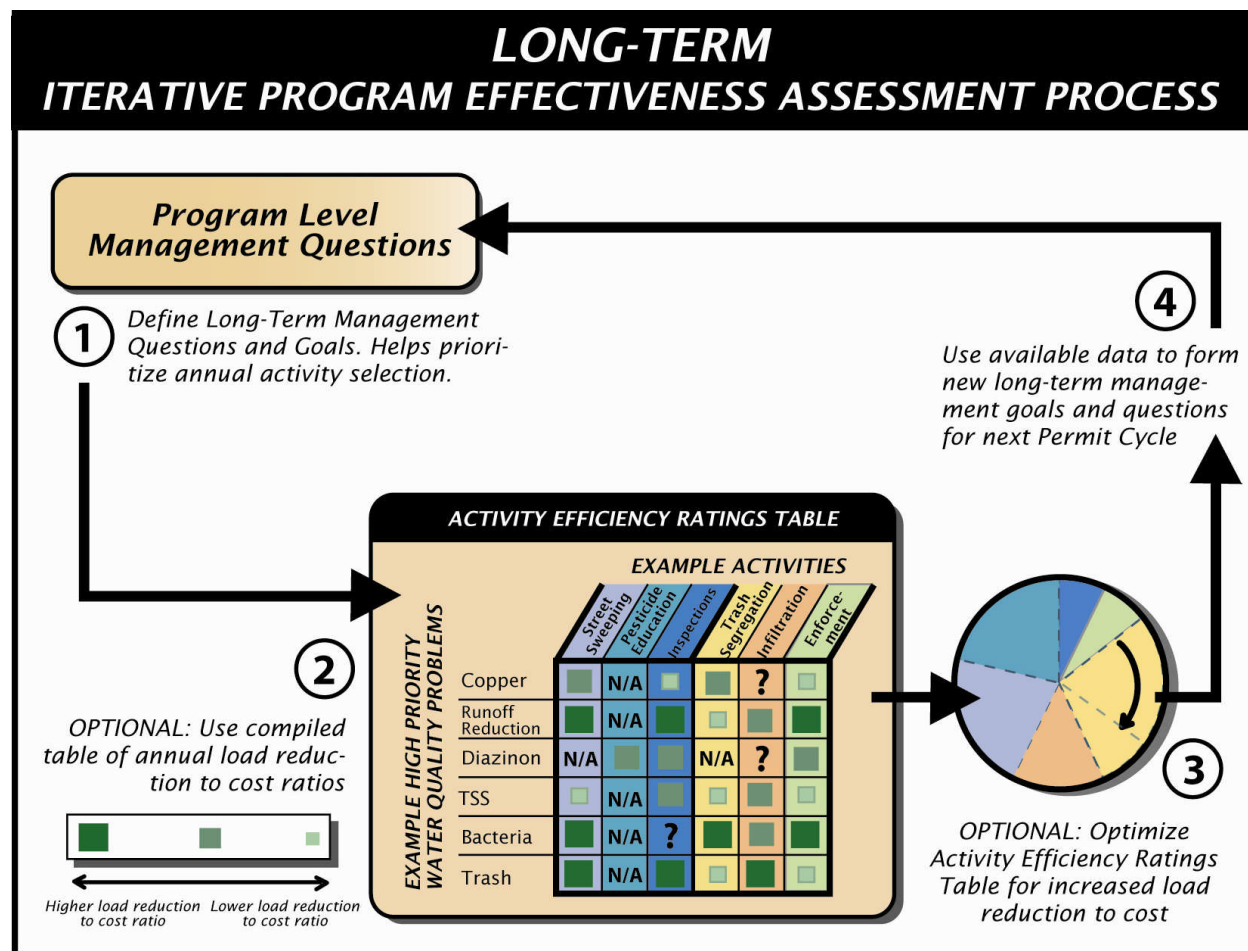 LONG-TERM
ITERATIVE PROGRAM EFFECTIVENESS ASSESSMENT PROCESS
Program Level
Management Questions
1
Define Long-Term Management
Questions and Goals. Helps priori-
tize annual activity selection.
4
Use available data to form
new long-term manage-
ment goals and questions
for next Permit Cycle
2
OPTIONAL: Use compiled
table of annual load reduc-
tion to cost ratios
Higher load reduction
to cost ratio
Lower load reduction
to cost ratio
ACTIVITY EFFICIENCY RATINGS TABLE
EXAMPLE ACTIVITIES
EXAMPLE HIGH PRIORITY
WATER QUALITY PROBLEMS
Street
Sweeping
Pesticide
Education
Inspections
Trash
Segregation
Infiltration
Enforce-
ment
Copper N/A ?
Runoff
Reduction N/A
Diazinon N/A N/A ?
TSS N/A
Bacteria N/A ?
Trash N/A
3
OPTIONAL: Optimize
Activity Efficiency Ratings
Table for increased load
reduction to cost